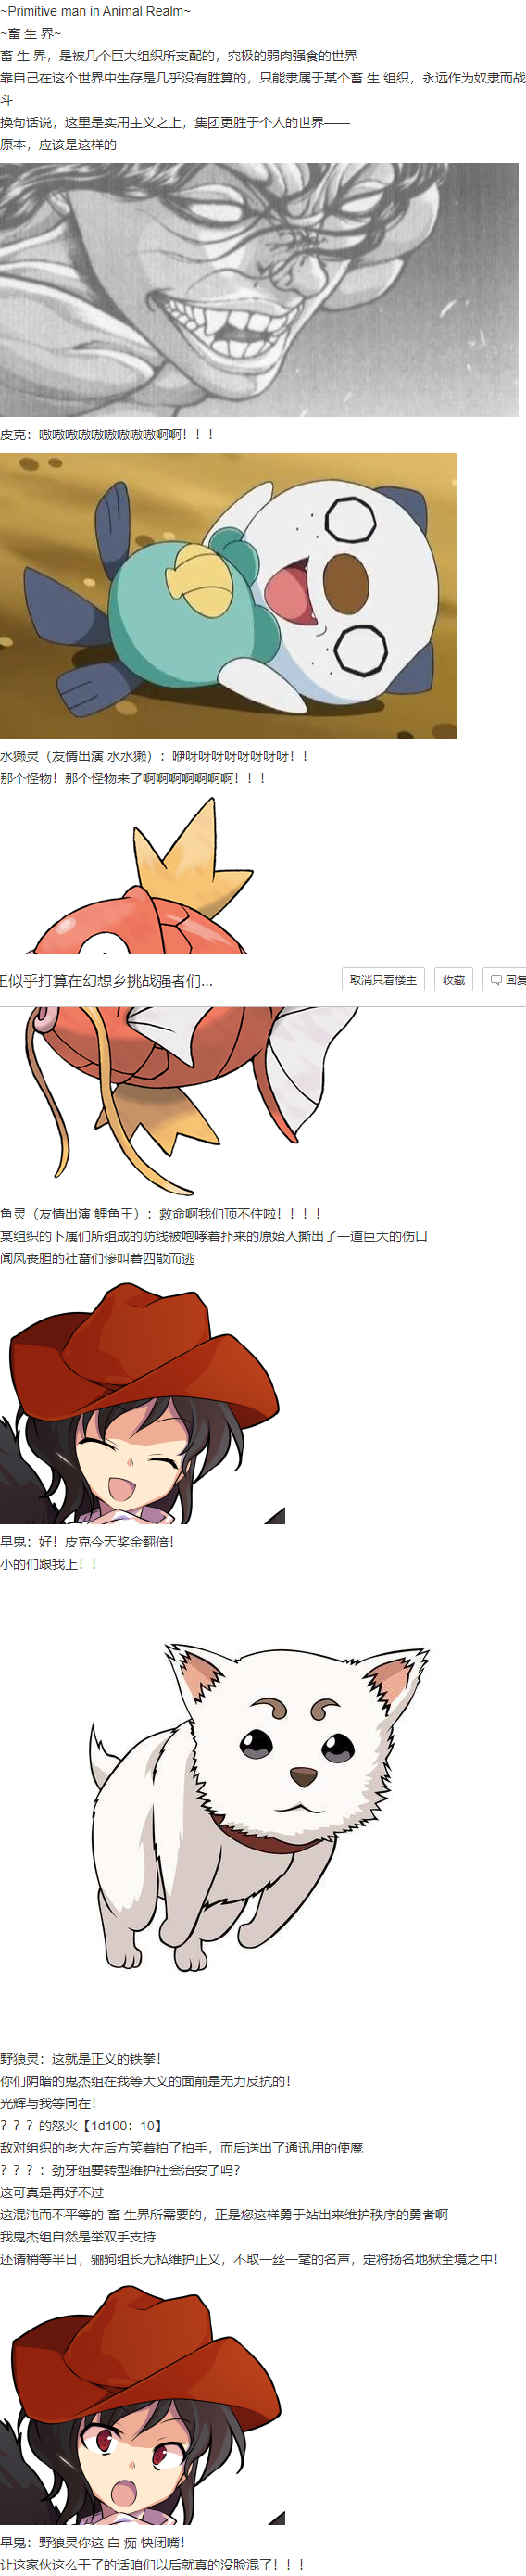 ~Primitive man in Animal Realm~
~畜 生 界~
畜 生 界，是被几个巨大组织所支配的，究极的弱肉强食的世界
靠自己在这个世界中生存是几乎没有胜算的，只能隶属于某个畜 生 组织，永远作为奴隶而战
斗
换句话说，这里是实用主义之上，集团更胜于个人的世界——
原本，应该是这样的
皮克：嗷嗷嗷嗷嗷嗷嗷嗷嗷啊啊！！！
水獭灵（友情出演 水水獭）：咿呀呀呀呀呀呀呀呀！！
那个怪物！那个怪物来了啊啊啊啊啊啊啊！！！
王似乎打算在幻想乡挑战强者们...
取消只看楼主
收藏
回复
鱼灵（友情出演 鲤鱼王）：救命啊我们顶不住啦！！！！
某组织的下属们所组成的防线被咆哮着扑来的原始人撕出了一道巨大的伤口
闻风丧胆的社畜们惨叫着四散而逃
早鬼：好！皮克今天奖金翻倍！
小的们跟我上！！
野狼灵：这就是正义的铁拳！
你们阴暗的鬼杰组在我等大义的面前是无力反抗的！
光辉与我等同在！
？？？的怒火【1d100：10】
敌对组织的老大在后方笑着拍了拍手，而后送出了通讯用的使魔
？？？：劲牙组要转型维护社会治安了吗？
这可真是再好不过
这混沌而不平等的 畜 生界所需要的，正是您这样勇于站出来维护秩序的勇者啊
我鬼杰组自然是举双手支持
还请稍等半日，骊驹组长无私维护正义，不取一丝一毫的名声，定将扬名地狱全境之中！
早鬼：野狼灵你这 白 痴 快闭嘴！
让这家伙这么干了的话咱们以后就真的没脸混了！！！